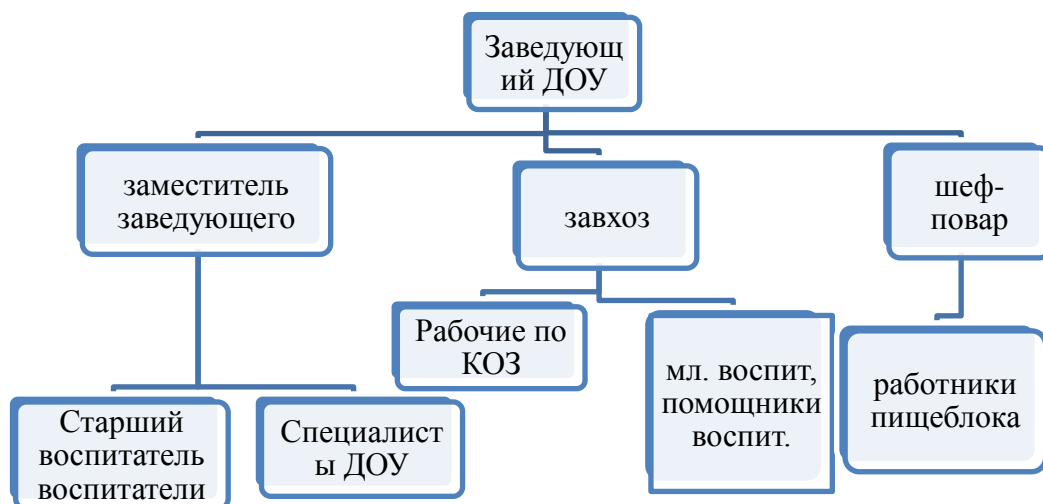 Заведующ
ий ДОУ
заместитель
заведующего
завхоз
шеф-
повар
Рабочие по
КОЗ
мл. воспит,
помощники
воспит.
работники
пищеблока
Старший
воспитатель
воспитатели
Специалист
ы ДОУ